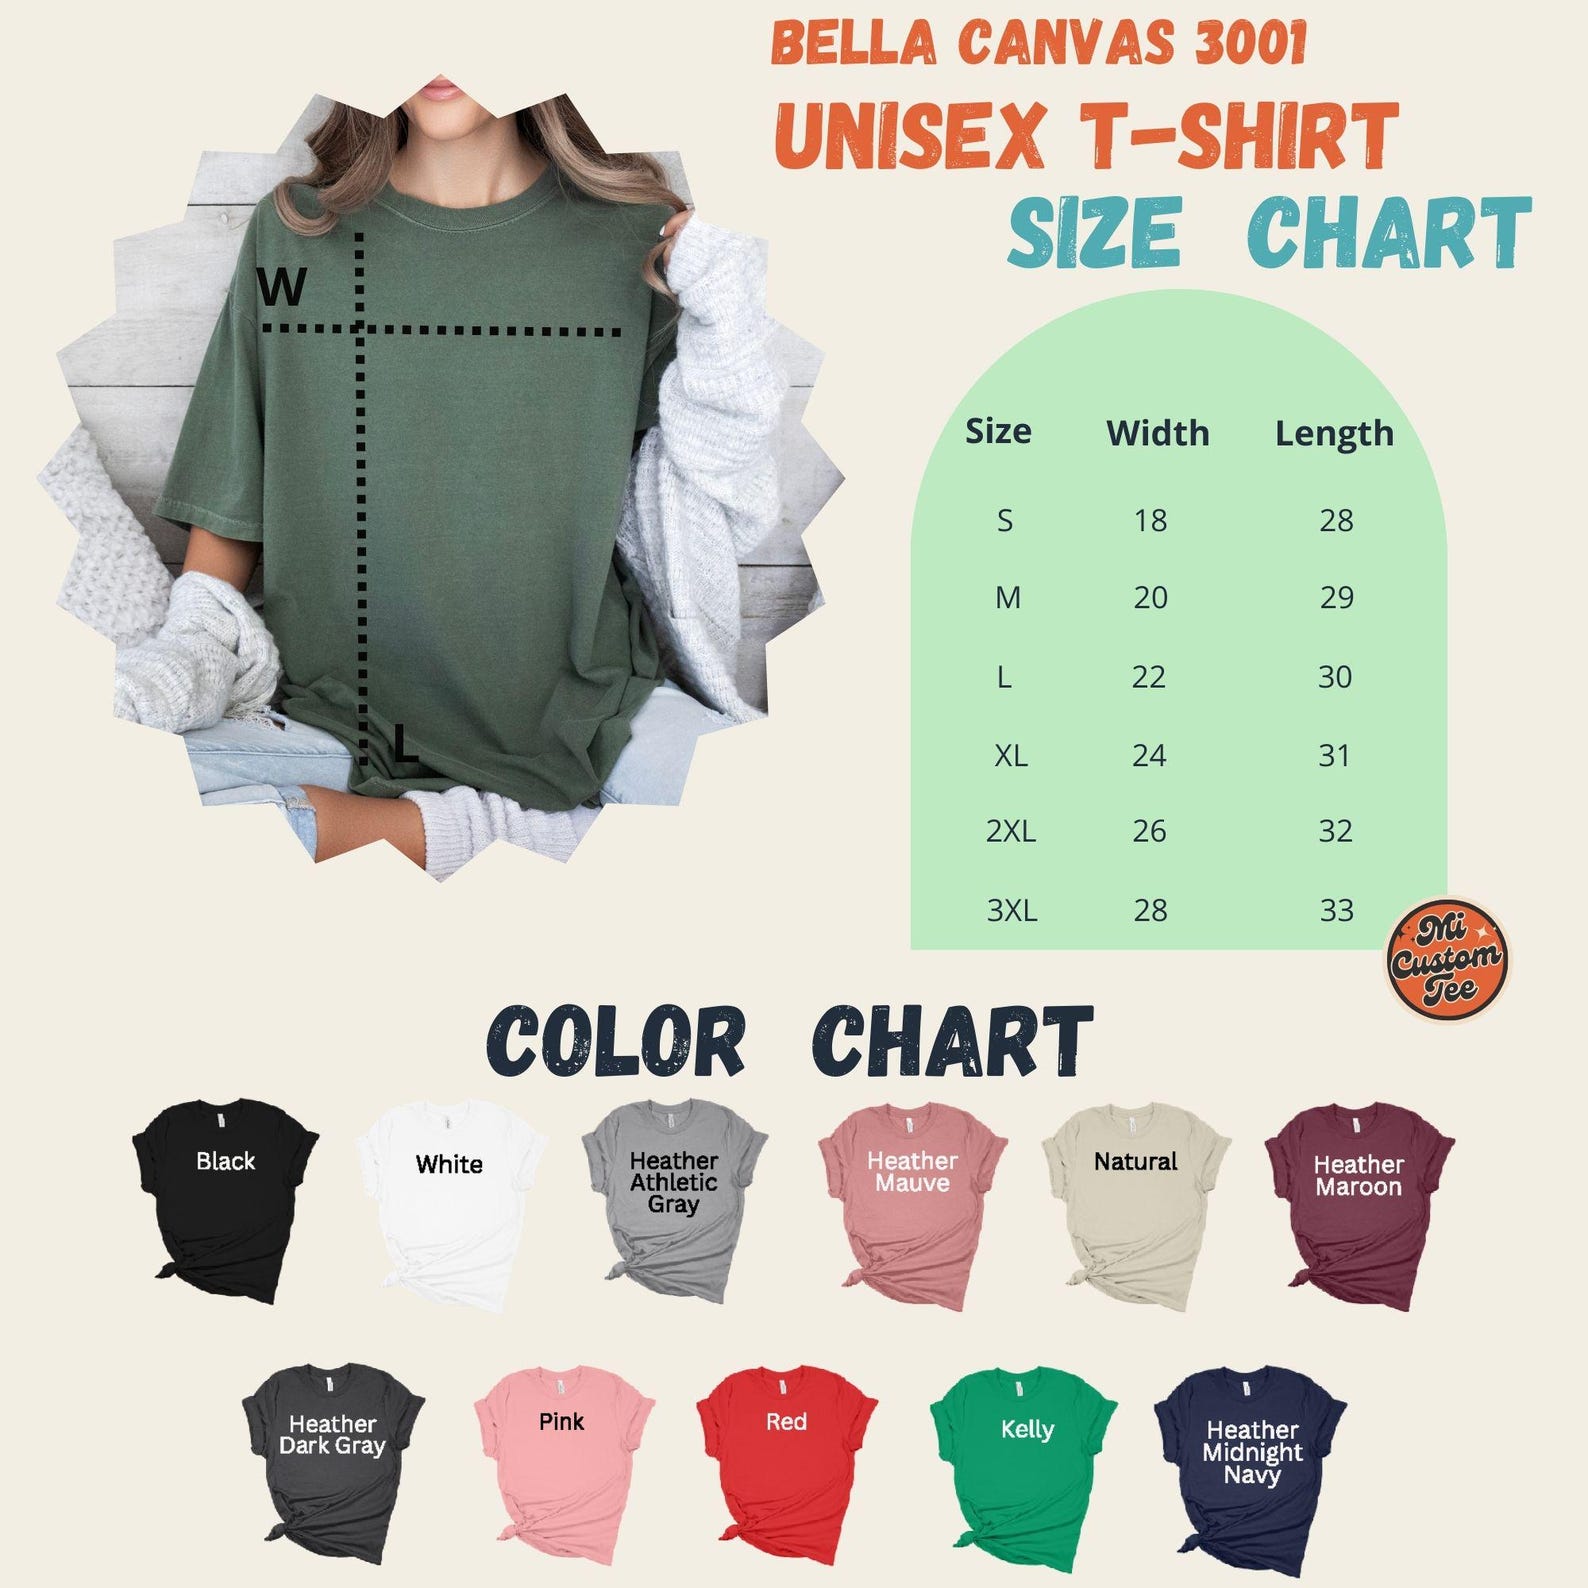 BELLA CANVAS 3001
UNISEX T-SHIRT
SIZE CHART
W
L
Size Width Length
S 18 28
M 20 29
L 22 30
XL 24 31
2XL 26 32
3XL 28 33
Mi
Custom
Tee
COLOR CHART
Black
White
Heather
Athletic
Gray
Heather
Mauve
Natural
Heather
Maroon
Heather
Dark Gray
Pink
Red
Kelly
Heather
Midnight
Navy